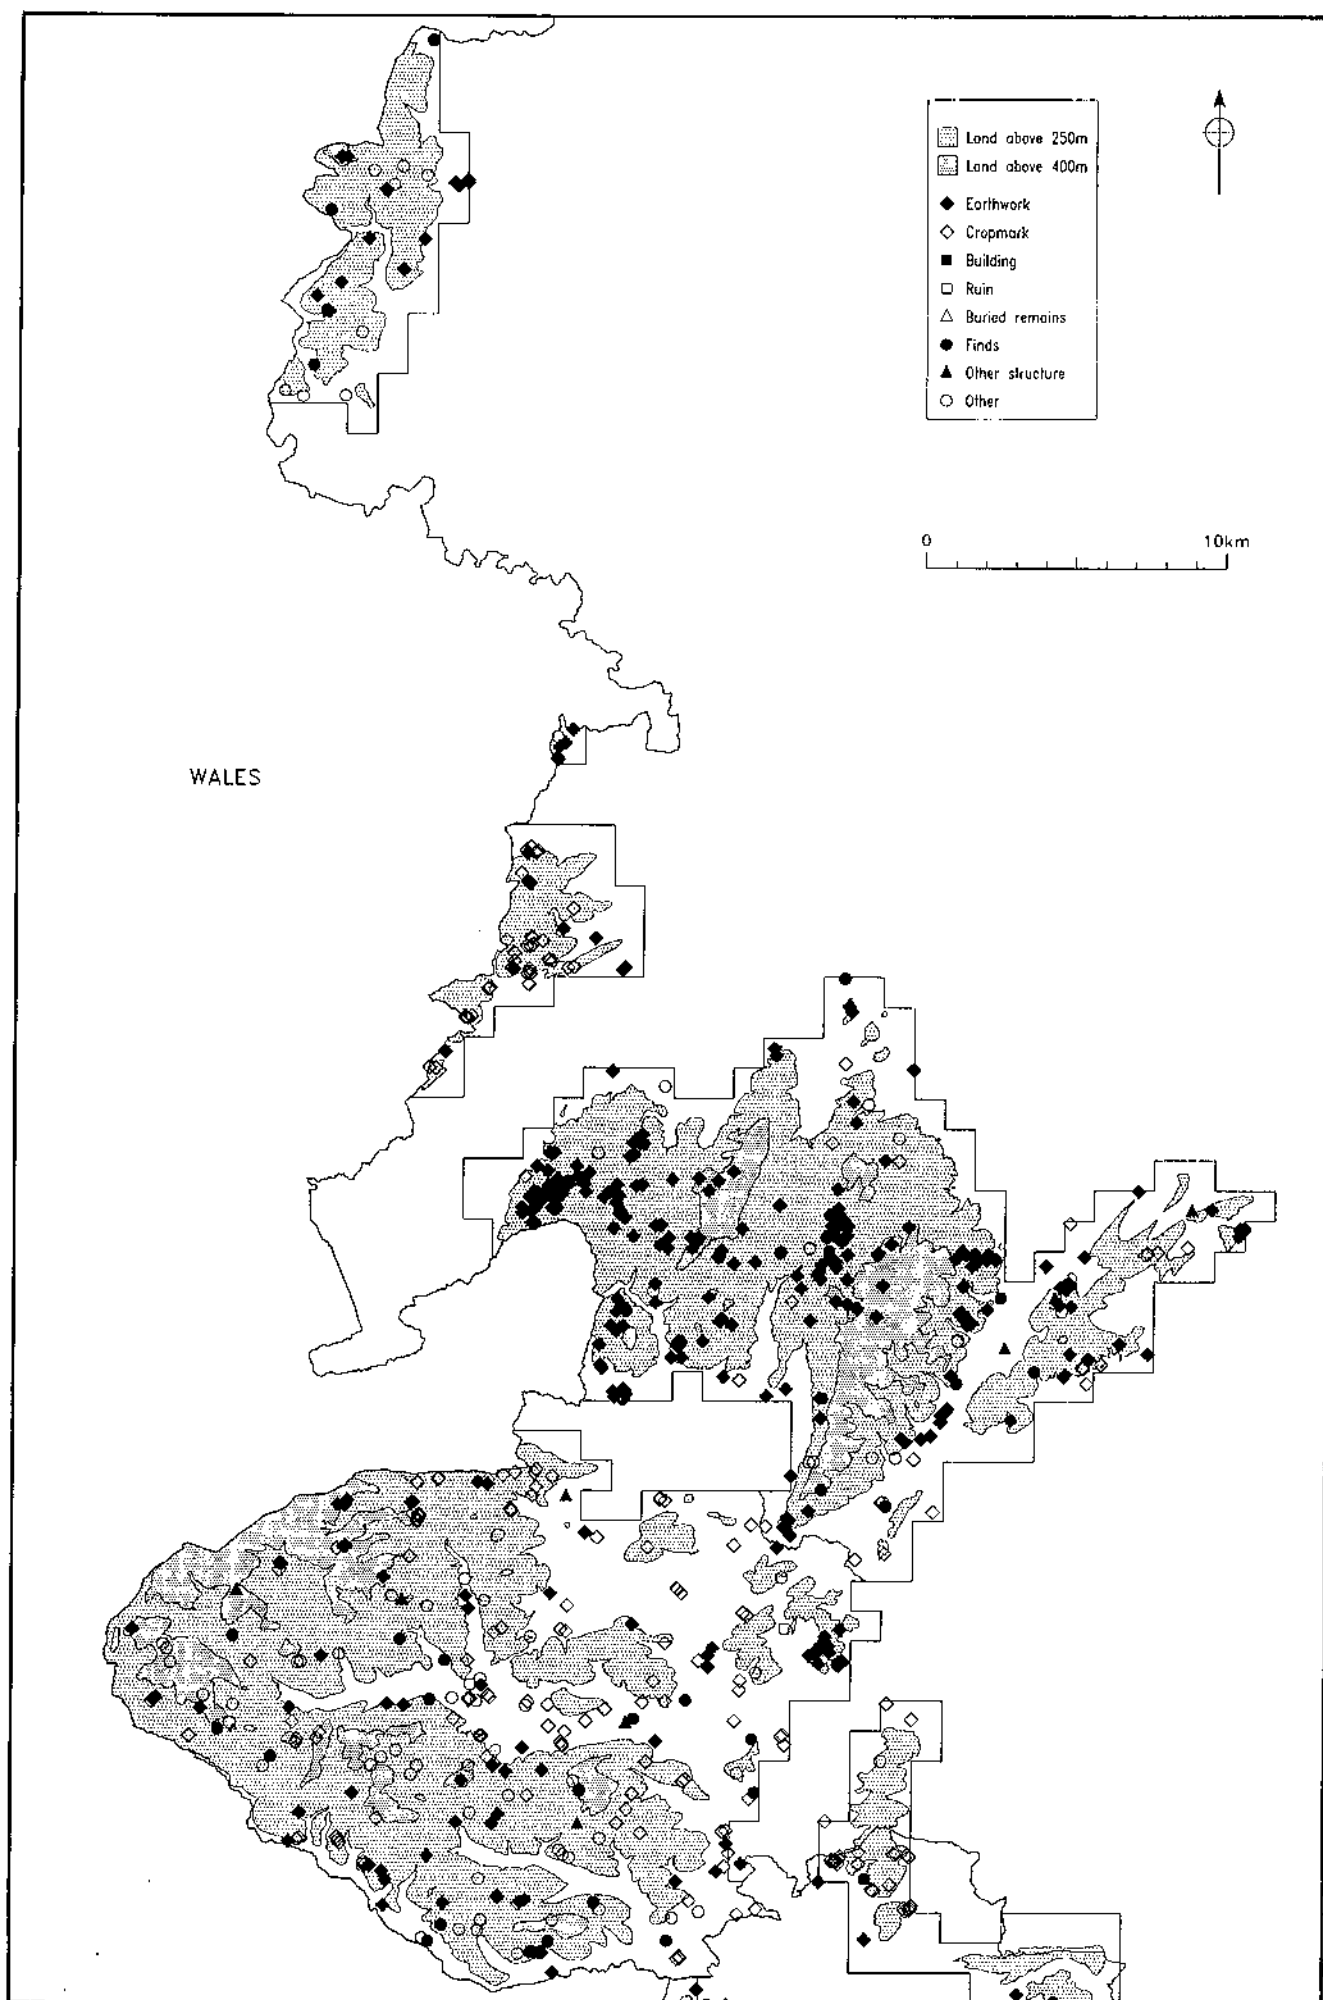 Land above 250m
Land above 400m
Earthwork
Cropmark
Building
Ruin
Buried remains
Finds
Other structure
Other
0 10km
WALES